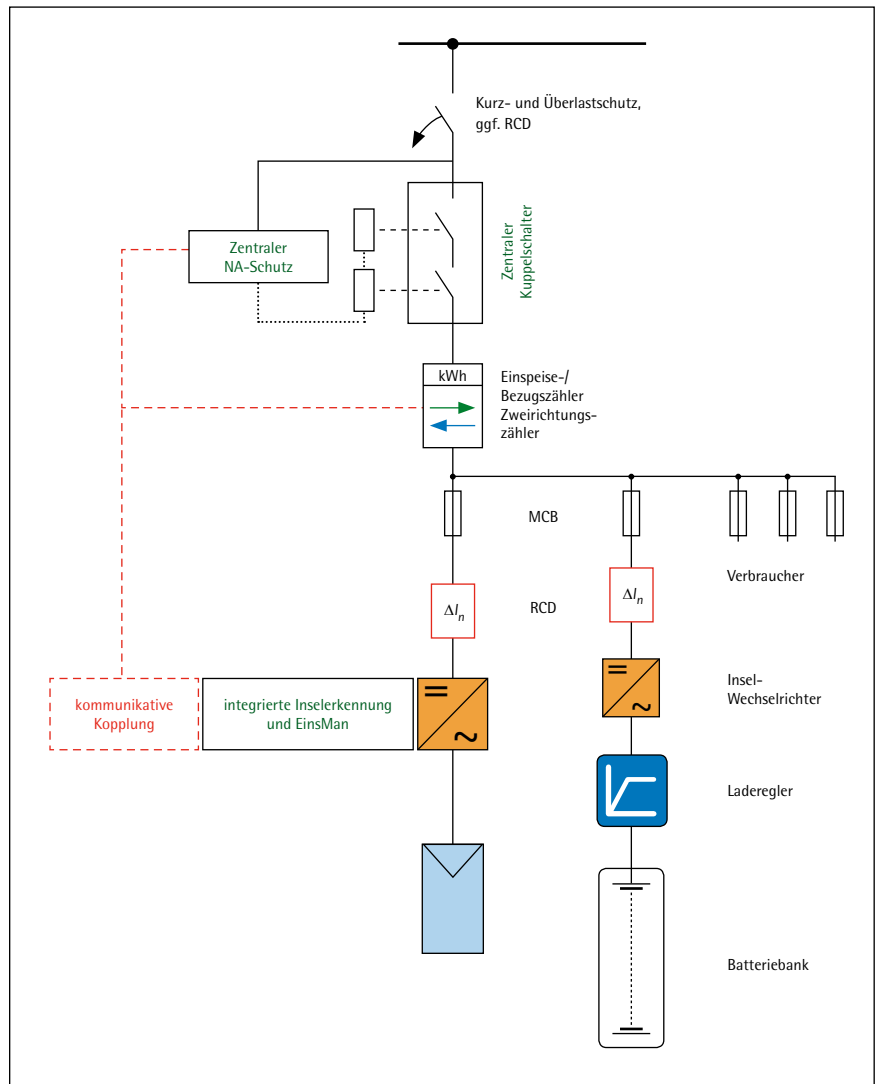 Kurz- und Überlastschutz,
ggf. RCD
Zentraler
NA-Schutz
Zentraler
Kuppelschalter
kWh
Einspeise-/
Bezugszähler
Zweirichtungs-
zähler
MCB
Verbraucher
ΔIₙ
RCD
ΔIₙ
kommunikative
Kopplung
integrierte Inselerkennung
und EinsMan
Insel-
Wechselrichter
Laderegler
Batteriebank